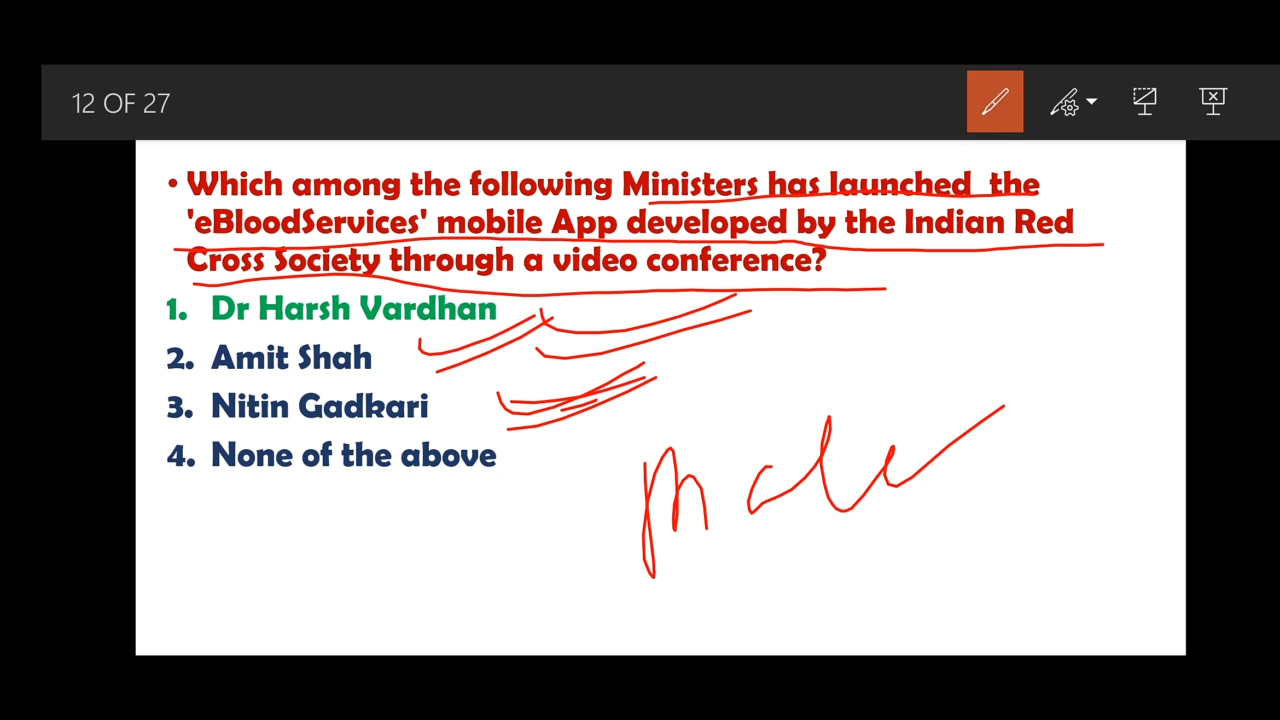 12 OF 27
• Which among the following Ministers has launched the
'eBloodServices' mobile App developed by the Indian Red
Cross Society through a video conference?
1. Dr Harsh Vardhan
2. Amit Shah
3. Nitin Gadkari
4. None of the above